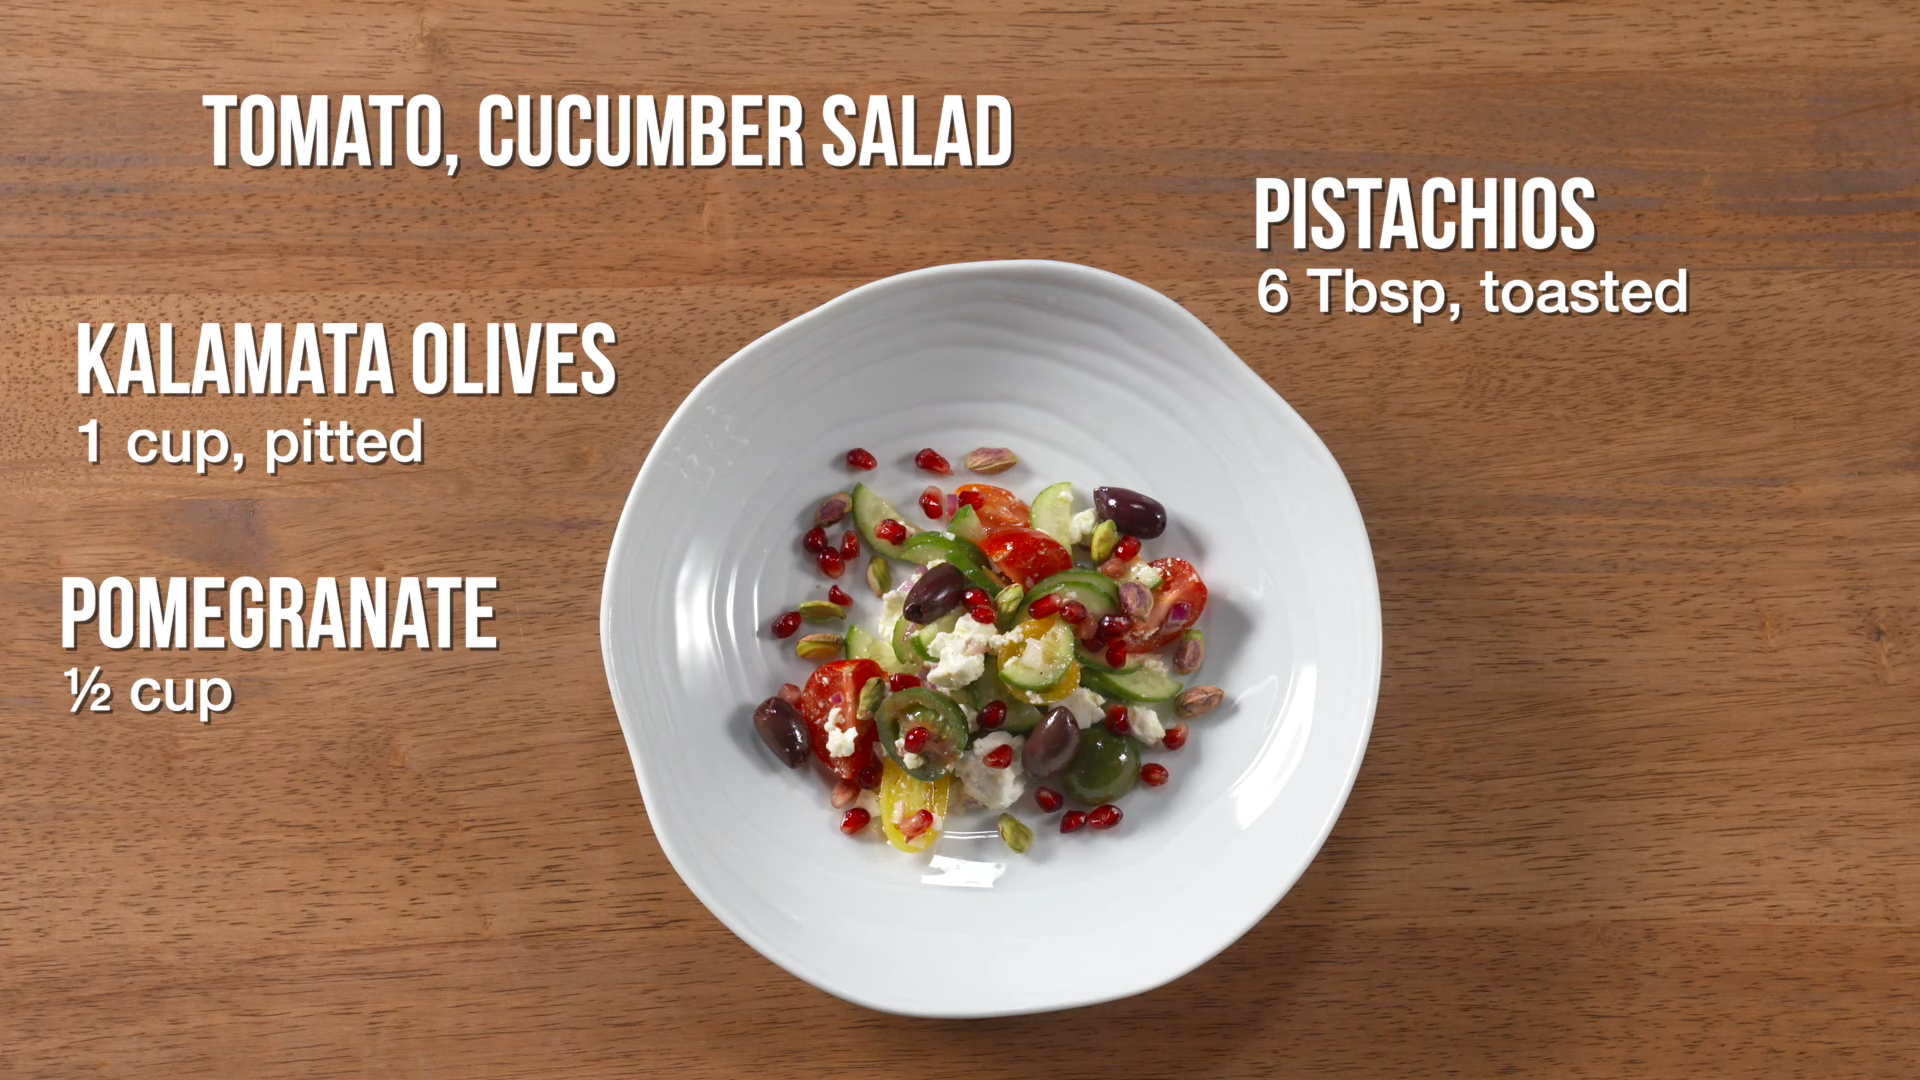 TOMATO, CUCUMBER SALAD
PISTACHIOS
6 Tbsp, toasted
KALAMATA OLIVES
1 cup, pitted
POMEGRANATE
½ cup